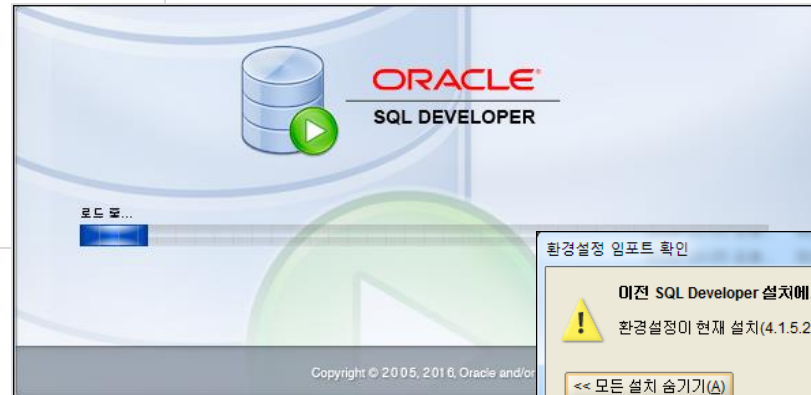 ORACLE®
SQL DEVELOPER
로드 중...
Copyright © 2005, 2016, Oracle and/or
환경설정 임포트 확인
이전 SQL Developer 설치에
환경설정이 현재 설치(4.1.5.2
<< 모든 설치 숨기기(A)